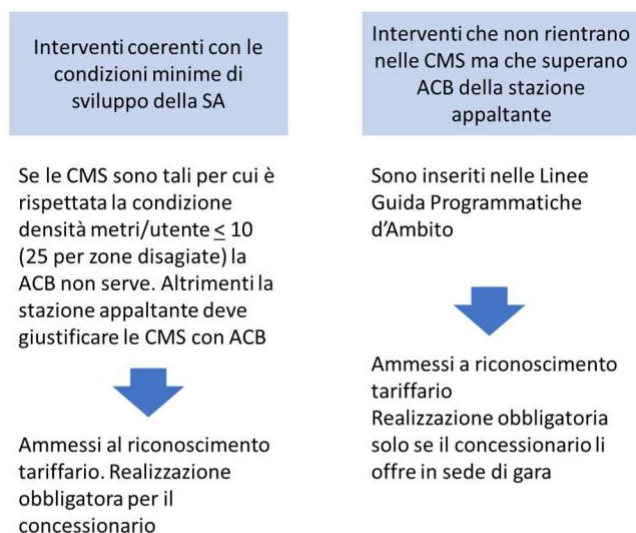 Interventi coerenti con le
condizioni minime di
sviluppo della SA
Se le CMS sono tali per cui è
rispettata la condizione
densità metri/utente ≤ 10
(25 per zone disagiate) la
ACB non serve. Altrimenti la
stazione appaltante deve
giustificare le CMS con ACB
Ammessi al riconoscimento
tariffario. Realizzazione
obbligatora per il
concessionario
Interventi che non rientrano
nelle CMS ma che superano
ACB della stazione
appaltante
Sono inseriti nelle Linee
Guida Programmatiche
d'Ambito
Ammessi a riconoscimento
tariffario
Realizzazione obbligatoria
solo se il concessionario li
offre in sede di gara